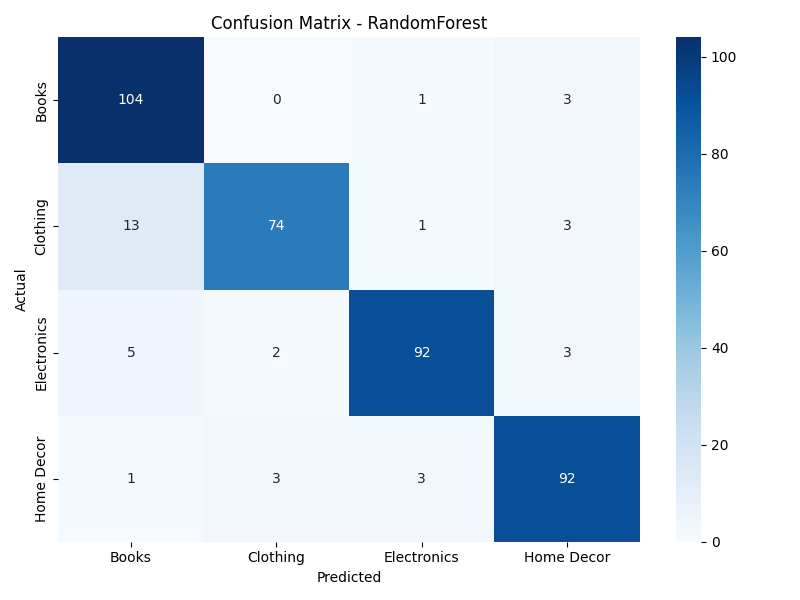 Confusion Matrix - RandomForest
Actual
Books
104 0 1 3
Clothing
13 74 1 3
Electronics
5 2 92 3
Home Decor
1 3 3 92
Books Clothing Electronics Home Decor
Predicted
100
80
60
40
20
0